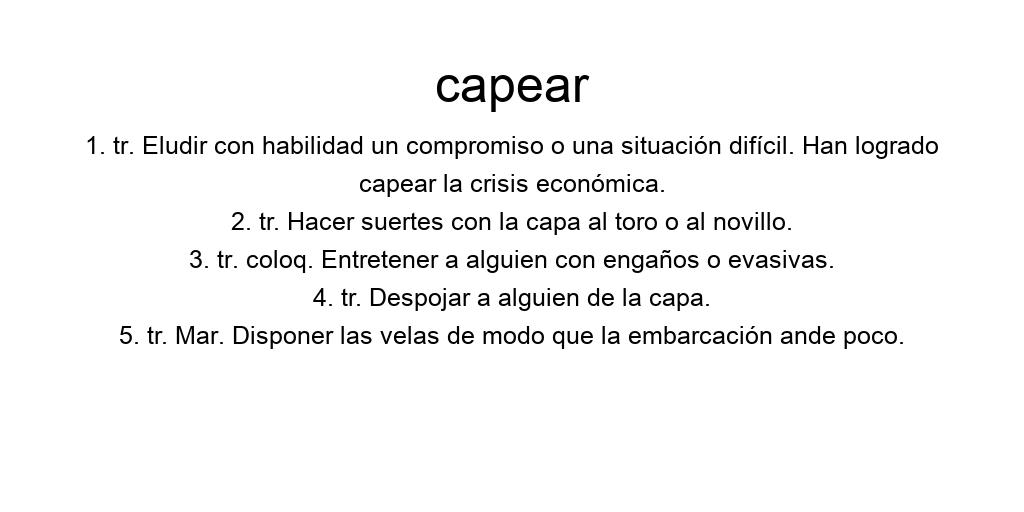 capear
1. tr. Eludir con habilidad un compromiso o una situación difícil. Han logrado
capear la crisis económica.
2. tr. Hacer suertes con la capa al toro o al novillo.
3. tr. coloq. Entretener a alguien con engaños o evasivas.
4. tr. Despojar a alguien de la capa.
5. tr. Mar. Disponer las velas de modo que la embarcación ande poco.